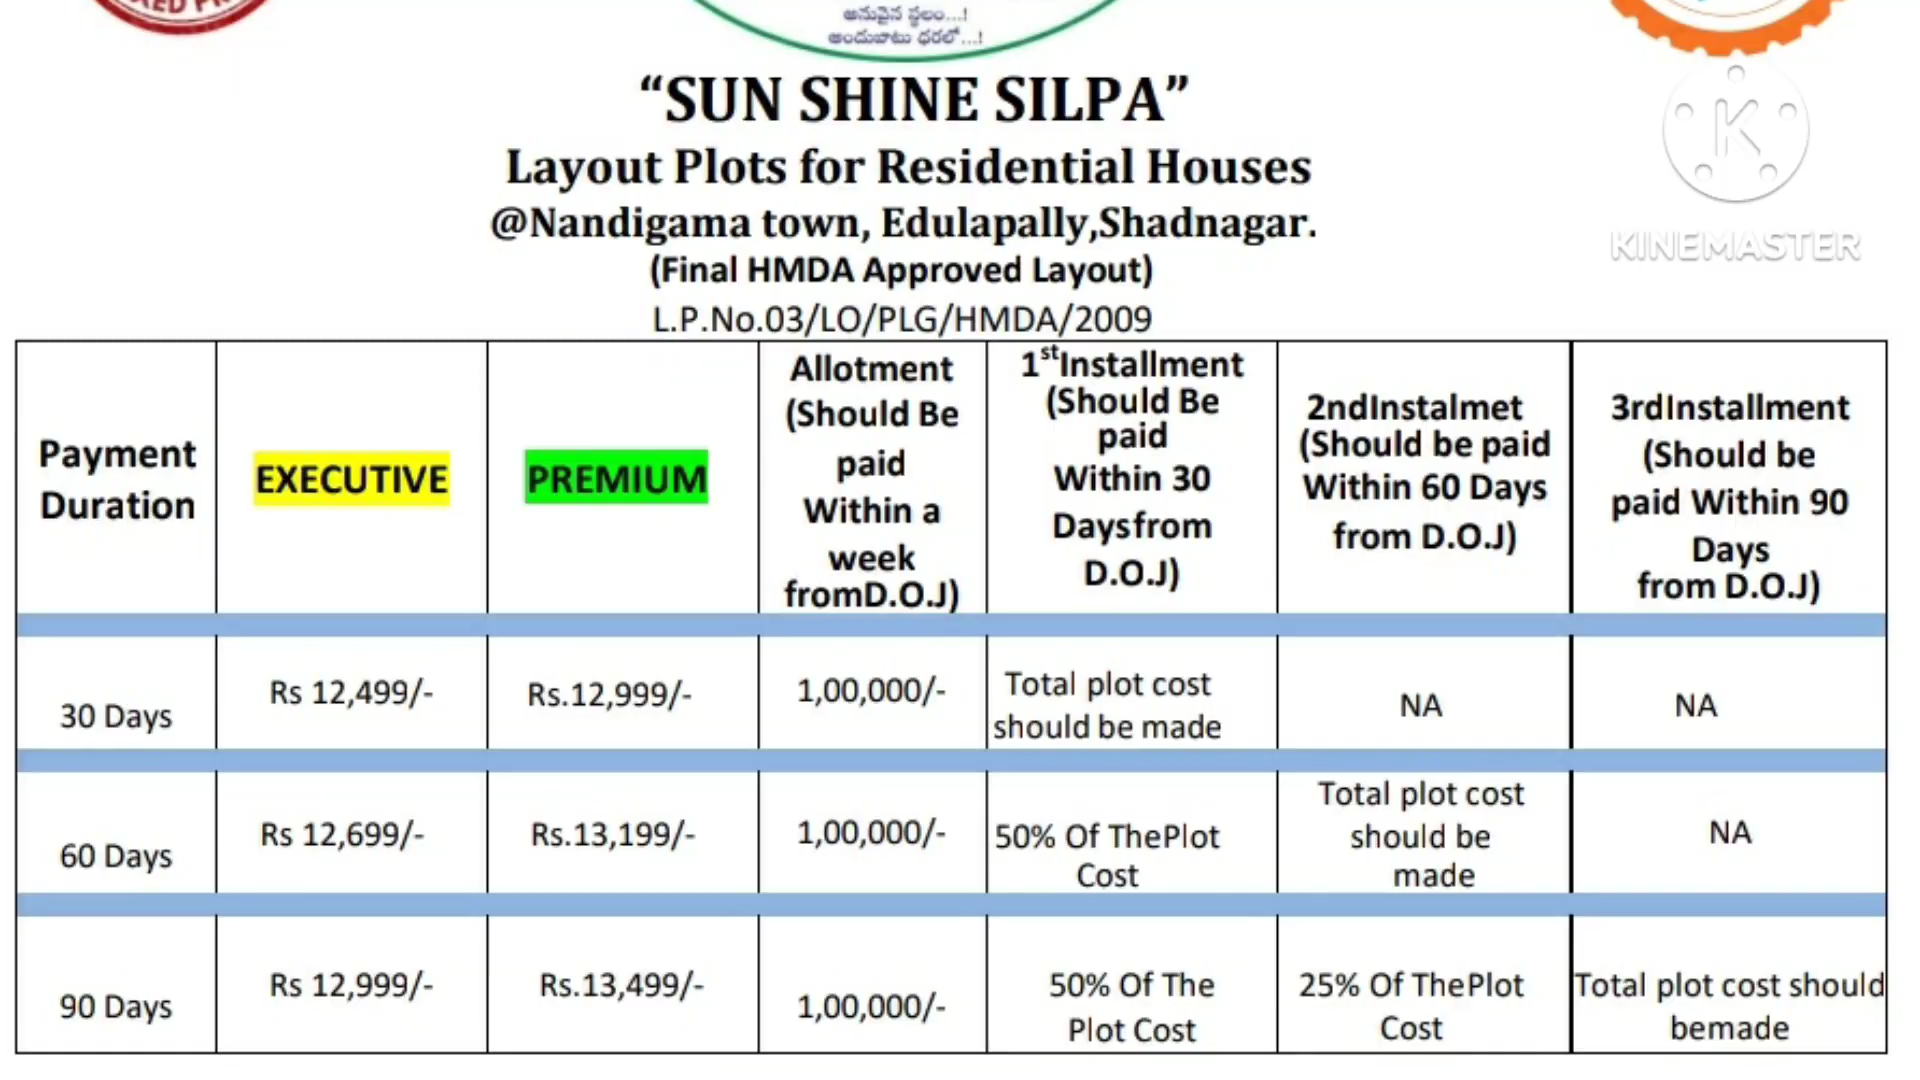 XED PR
అనువైన స్థలం...!
అందుబాటు ధరలో...!
“SUN SHINE SILPA”
Layout Plots for Residential Houses
@Nandigama town, Edulapally,Shadnagar.
(Final HMDA Approved Layout)
L.P.No.03/LO/PLG/HMDA/2009
K
KINEMASTER
Payment
Duration
EXECUTIVE
PREMIUM
Allotment
(Should Be
paid
Within a
week
fromD.O.J)
1stInstallment
(Should Be
paid
Within 30
Daysfrom
D.O.J)
2ndInstalmet
(Should be paid
Within 60 Days
from D.O.J)
3rdInstallment
(Should be
paid Within 90
Days
from D.O.J)
30 Days
Rs 12,499/-
Rs.12,999/-
1,00,000/-
Total plot cost
should be made
NA
NA
60 Days
Rs 12,699/-
Rs.13,199/-
1,00,000/-
50% Of ThePlot
Cost
Total plot cost
should be
made
NA
90 Days
Rs 12,999/-
Rs.13,499/-
1,00,000/-
50% Of The
Plot Cost
25% Of ThePlot
Cost
Total plot cost should
bemade